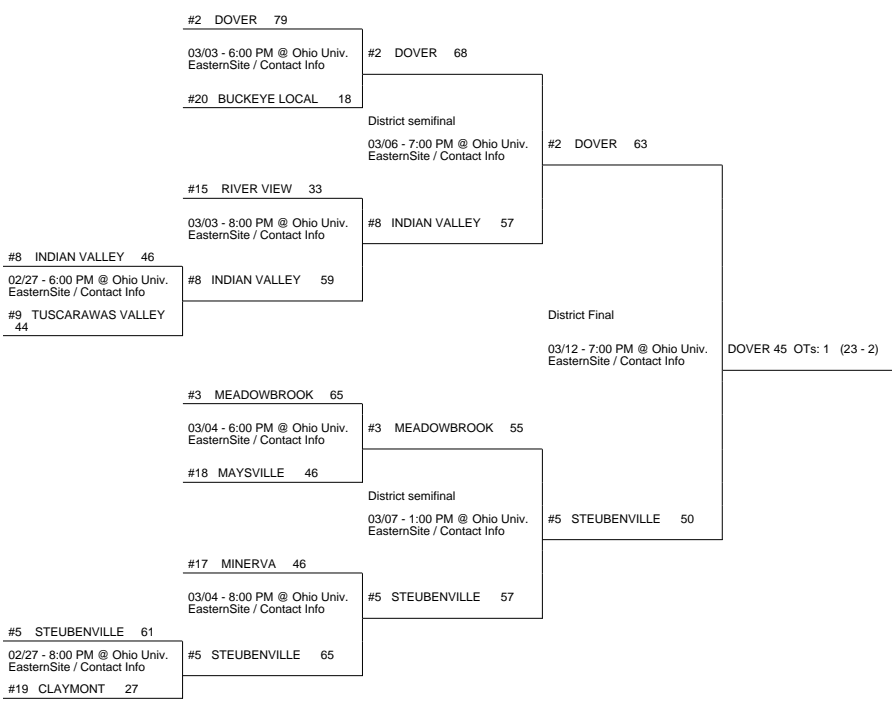 #2 DOVER 79
03/03 - 6:00 PM @ Ohio Univ.
EasternSite / Contact Info
#2 DOVER 68
#20 BUCKEYE LOCAL 18
District semifinal
03/06 - 7:00 PM @ Ohio Univ.
EasternSite / Contact Info
#2 DOVER 63
#15 RIVER VIEW 33
03/03 - 8:00 PM @ Ohio Univ.
EasternSite / Contact Info
#8 INDIAN VALLEY 57
#8 INDIAN VALLEY 46
02/27 - 6:00 PM @ Ohio Univ.
EasternSite / Contact Info
#8 INDIAN VALLEY 59
#9 TUSCARAWAS VALLEY
44
District Final
03/12 - 7:00 PM @ Ohio Univ.
EasternSite / Contact Info
DOVER 45 OTs: 1 (23 - 2)
#3 MEADOWBROOK 65
03/04 - 6:00 PM @ Ohio Univ.
EasternSite / Contact Info
#3 MEADOWBROOK 55
#18 MAYSVILLE 46
District semifinal
03/07 - 1:00 PM @ Ohio Univ.
EasternSite / Contact Info
#5 STEUBENVILLE 50
#17 MINERVA 46
03/04 - 8:00 PM @ Ohio Univ.
EasternSite / Contact Info
#5 STEUBENVILLE 57
#5 STEUBENVILLE 61
02/27 - 8:00 PM @ Ohio Univ.
EasternSite / Contact Info
#5 STEUBENVILLE 65
#19 CLAYMONT 27